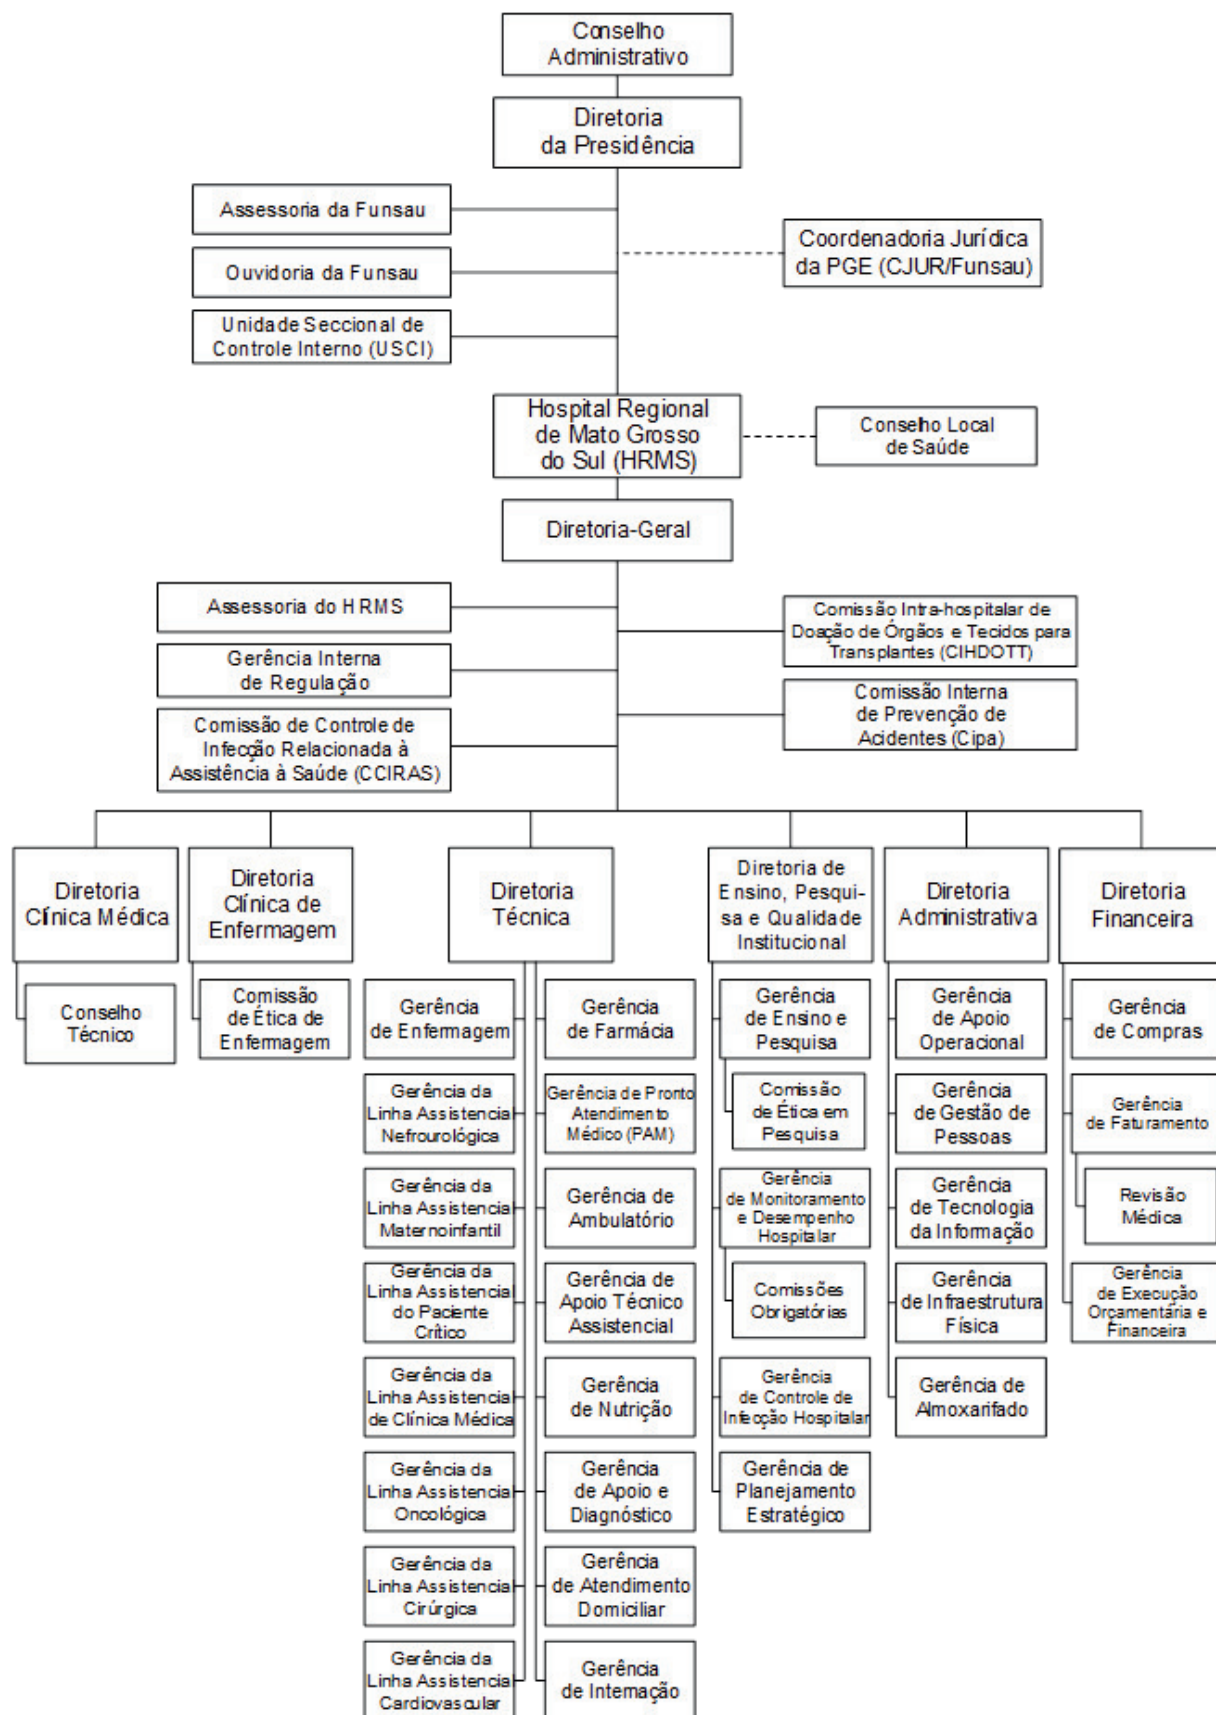 Conselho
Administrativo
Diretoria
da Presidência
Assessoria da Funsau
Coordenadoria Jurídica
da PGE (CJUR/Funsau)
Ouvidoria da Funsau
Unidade Seccional de
Controle Interno (USCI)
Hospital Regional
de Mato Grosso
do Sul (HRMS)
Conselho Local
de Saúde
Diretoria-Geral
Assessoria do HRMS
Comissão Intra-hospitalar de
Doação de Órgãos e Tecidos para
Transplantes (CIHDOTT)
Gerência Interna
de Regulação
Comissão Interna
de Prevenção de
Acidentes (Cipa)
Comissão de Controle de
Infecção Relacionada à
Assistência à Saúde (CCIRAS)
Diretoria
Clínica Médica
Diretoria
Clínica de
Enfermagem
Diretoria
Técnica
Diretoria de
Ensino, Pesqui-
sa e Qualidade
Institucional
Diretoria
Administrativa
Diretoria
Financeira
Conselho
Técnico
Comissão
de Ética de
Enfermagem
Gerência
de Enfermagem
Gerência da
Linha Assistencia
Nefrourológica
Gerência da
Linha Assistencial
Maternoinfantil
Gerência da
Linha Assistencial
do Paciente
Crítico
Gerência da
Linha Assistencial
de Clínica Médica
Gerência da
Linha Assistencial
Oncológica
Gerência da
Linha Assistencial
Cirúrgica
Gerência da
Linha Assistencial
Cardiovascular
Gerência
de Farmácia
Gerência de Pronto
Atendimento
Médico (PAM)
Gerência de
Ambulatório
Gerência de
Apoio Técnico
Assistencial
Gerência
de Nutrição
Gerência
de Apoio e
Diagnóstico
Gerência
de Atendimento
Domiciliar
Gerência
de Internação
Gerência
de Ensino e
Pesquisa
Comissão
de Ética em
Pesquisa
Gerência
de Monitoramento
e Desempenho
Hospitalar
Comissões
Obrigatórias
Gerência
de Controle de
Infecção Hospitalar
Gerência de
Planejamento
Estratégico
Gerência
de Apoio
Operacional
Gerência
de Gestão de
Pessoas
Gerência
de Tecnologia
da Informação
Gerência
de Infraestrutura
Física
Gerência de
Almoxarifado
Gerência
de Compras
Gerência
de Faturamento
Revisão
Médica
Gerência
de Execução
Orçamentária e
Financeira